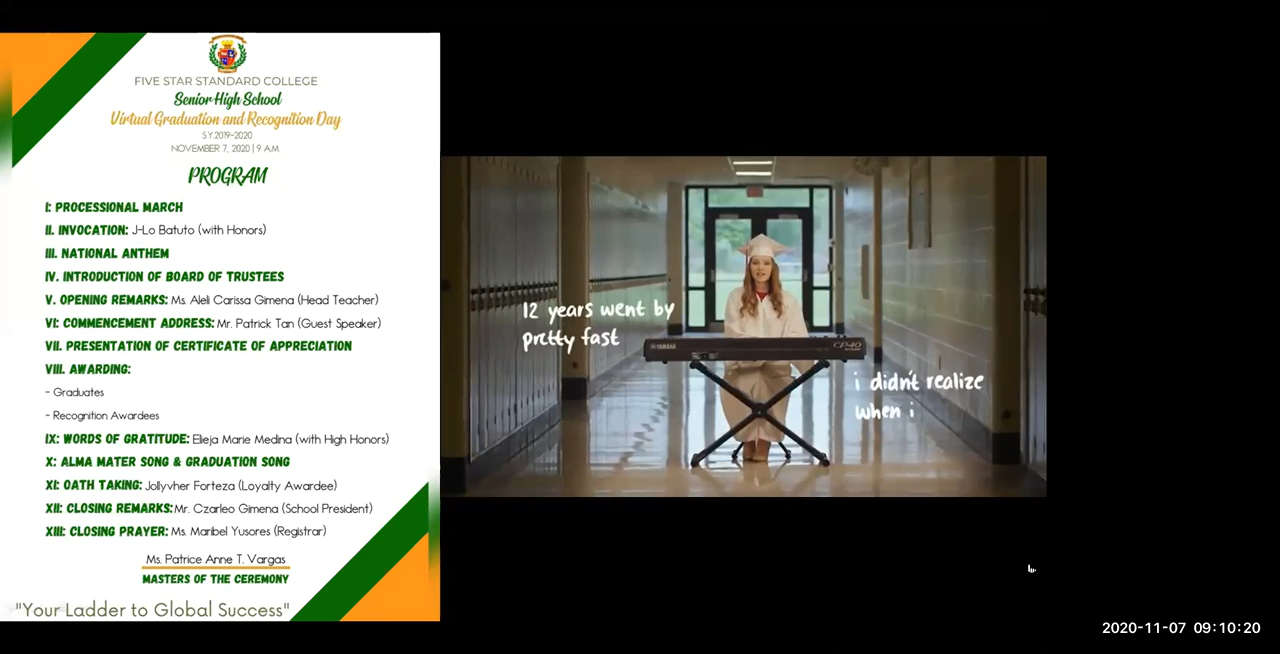 FIVE STAR STANDARD COLLEGE
Senior High School
Virtual Graduation and Recognition Day
S.Y 2019-2020
NOVEMBER 7, 2020 | 9 A.M
PROGRAM
I: PROCESSIONAL MARCH
II. INVOCATION: J-Lo Batuto (with Honors)
III. NATIONAL ANTHEM
IV. INTRODUCTION OF BOARD OF TRUSTEES
V. OPENING REMARKS: Ms. Aleli Carissa Gimena (Head Teacher)
VI: COMMENCEMENT ADDRESS: Mr. Patrick Tan (Guest Speaker)
VII. PRESENTATION OF CERTIFICATE OF APPRECIATION
VIII. AWARDING:
- Graduates
- Recognition Awardees
IX: WORDS OF GRATITUDE: Elieja Marie Medina (with High Honors)
X: ALMA MATER SONG & GRADUATION SONG
XI: OATH TAKING: Jollyvher Forteza (Loyalty Awardee)
XII: CLOSING REMARKS: Mr. Czarleo Gimena (School President)
XIII: CLOSING PRAYER: Ms. Maribel Yusores (Registrar)
Ms. Patrice Anne T. Vargas
MASTERS OF THE CEREMONY
"Your Ladder to Global Success"
12 years went by
pretty fast
YAMAHA
CP40
i didn't realize
when i
2020-11-07 09:10:20